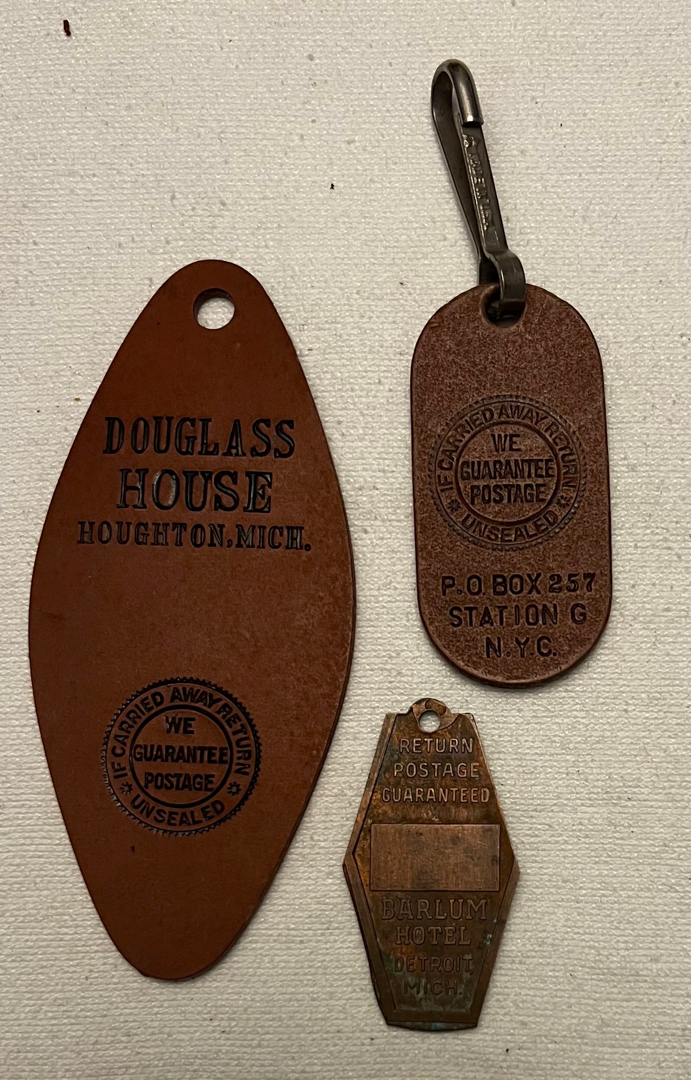 DOUGLASS
HOUSE
HOUGHTON, MICH.
IF CARRIED AWAY RETURN
UNSEALED
WE
GUARANTEE
POSTAGE
IF CARRIED AWAY RETURN
UNSEALED
WE
GUARANTEE
POSTAGE
P.O. BOX 257
STATION G
N.Y.C.
RETURN
POSTAGE
GUARANTEED
BARLUM
HOTEL
DETROIT
MICH.